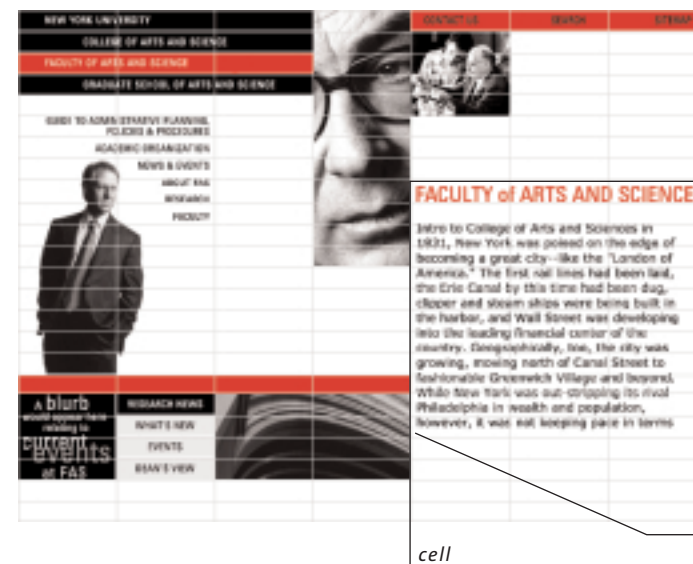 NEW YORK UNIVERSITY
COLLEGE OF ARTS AND SCIENCE
FACULTY OF ARTS AND SCIENCE
GRADUATE SCHOOL OF ARTS AND SCIENCE
CONTACT US
SEARCH
SITEMAP
GUIDE TO ADMINISTRATIVE PLANNING,
POLICIES & PROCEDURES
ACADEMIC ORGANIZATION
NEWS & EVENTS
ABOUT FAS
RESEARCH
FACULTY
FACULTY of ARTS AND SCIENCE
Intro to College of Arts and Sciences in
1831, New York was poised on the edge of
becoming a great city--like the "London of
America." The first rail lines had been laid,
the Erie Canal by this time had been dug,
clipper and steam ships were being built in
the harbor, and Wall Street was developing
into the leading financial center of the
country. Geographically, too, the city was
growing, moving north of Canal Street to
fashionable Greenwich Village and beyond.
While New York was out-stripping its rival
Philadelphia in wealth and population,
however, it was not keeping pace in terms
A blurb
would appear here
relating to
current
events
at FAS
RESEARCH NEWS
WHAT'S NEW
EVENTS
DEAN'S VIEW
cell